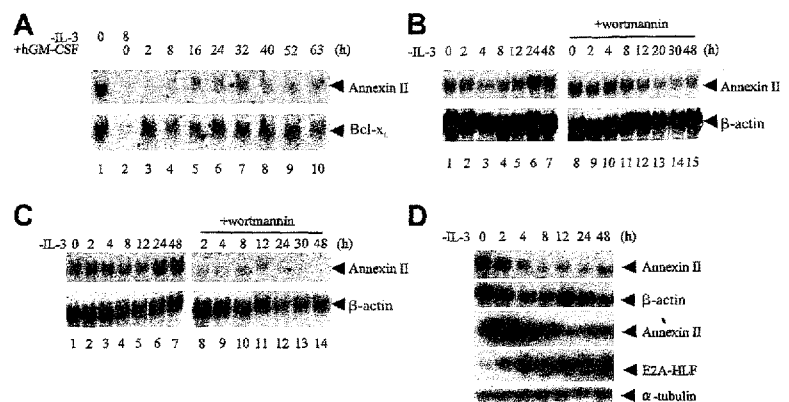 A
-IL-3 0 8
+hGM-CSF 0 2 8 16 24 32 40 52 63 (h)
Annexin II
Bcl-xL
1 2 3 4 5 6 7 8 9 10
B
+wortmannin
-IL-3 0 2 4 8 12 24 48 0 2 4 8 12 20 30 48 (h)
Annexin II
β-actin
1 2 3 4 5 6 7 8 9 10 11 12 13 14 15
C
+wortmannin
-IL-3 0 2 4 8 12 24 48 2 4 8 12 24 30 48 (h)
Annexin II
β-actin
1 2 3 4 5 6 7 8 9 10 11 12 13 14
D
-IL-3 0 2 4 8 12 24 48 (h)
Annexin II
β-actin
Annexin II
E2A-HLF
α-tubulin